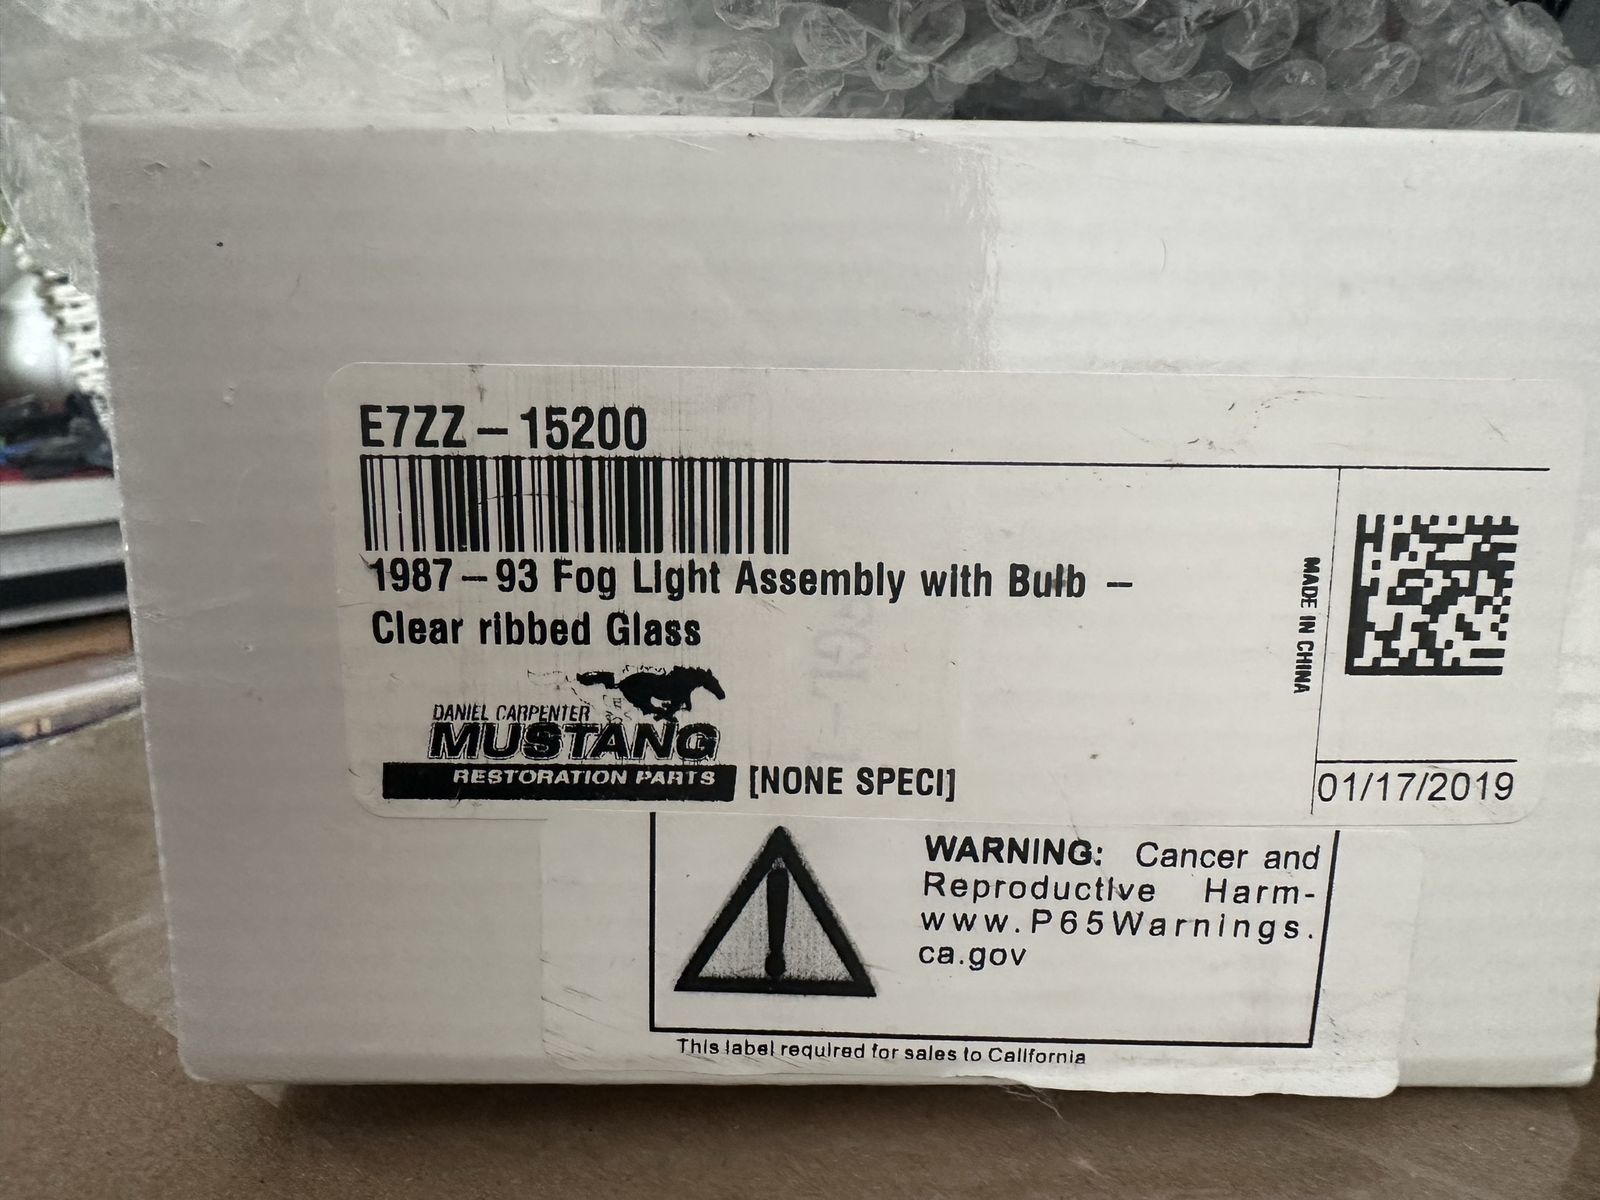 E7ZZ - 15200
1987 - 93 Fog Light Assembly with Bulb -
Clear ribbed Glass
MADE IN CHINA
DANIEL CARPENTER
MUSTANG
RESTORATION PARTS
[NONE SPECI]
01/17/2019
WARNING: Cancer and
Reproductive Harm-
www.P65Warnings.
ca.gov
This label required for sales to California